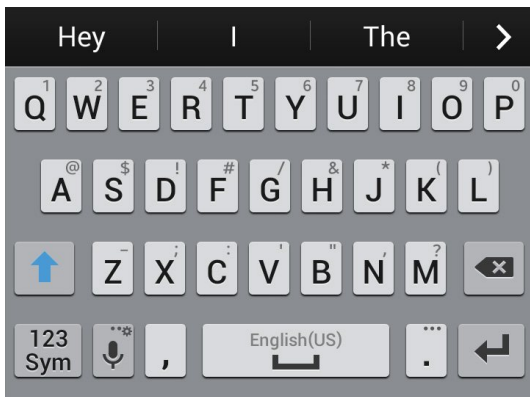 Hey I The
1 2 3 4 5 6 7 8 9 0
Q W E R T Y U I O P
@ $ ! # / & * ( )
A S D F G H J K L
- ; : ' " , ?
Z X C V B N M
123
Sym , English(US) .